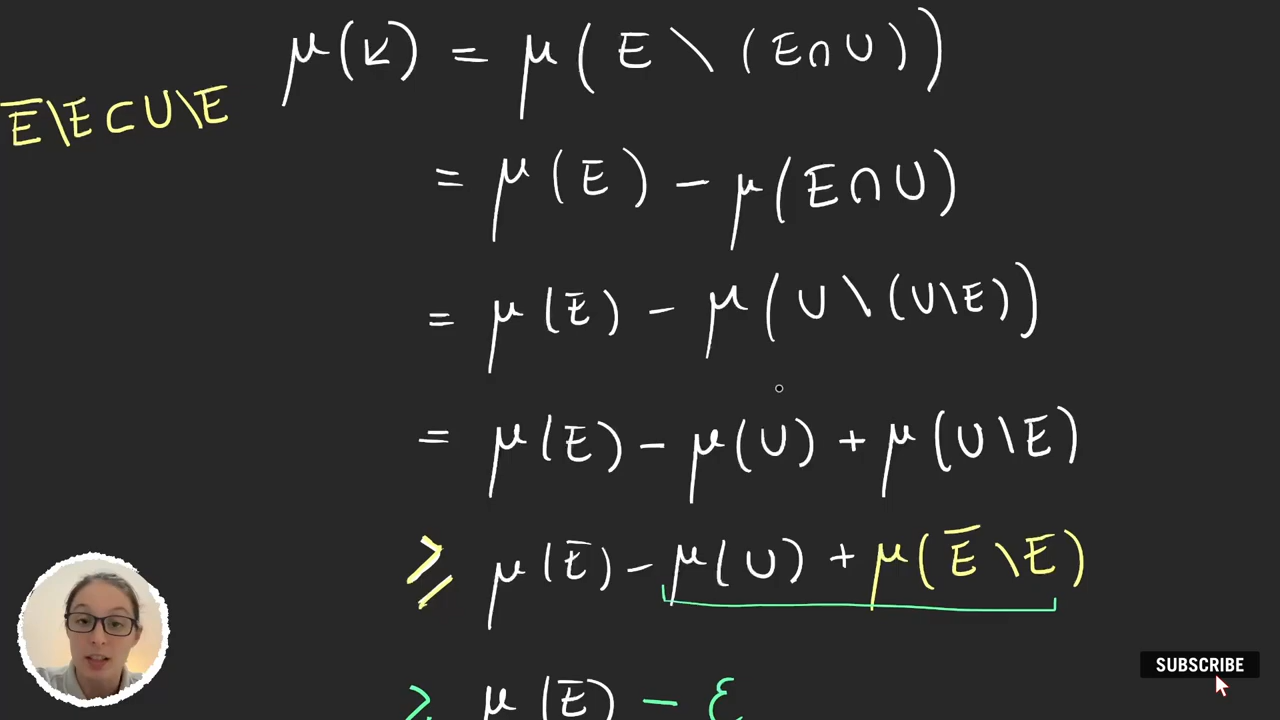 μ(K) = μ(E \ (E∩U))
E̅\E ⊂ U\E
= μ(E) − μ(E∩U)
= μ(E) − μ(U \ (U\E))
= μ(E) − μ(U) + μ(U\E)
≥ μ(E) − μ(U) + μ(E̅\E)
SUBSCRIBE
> μ(E) − ε